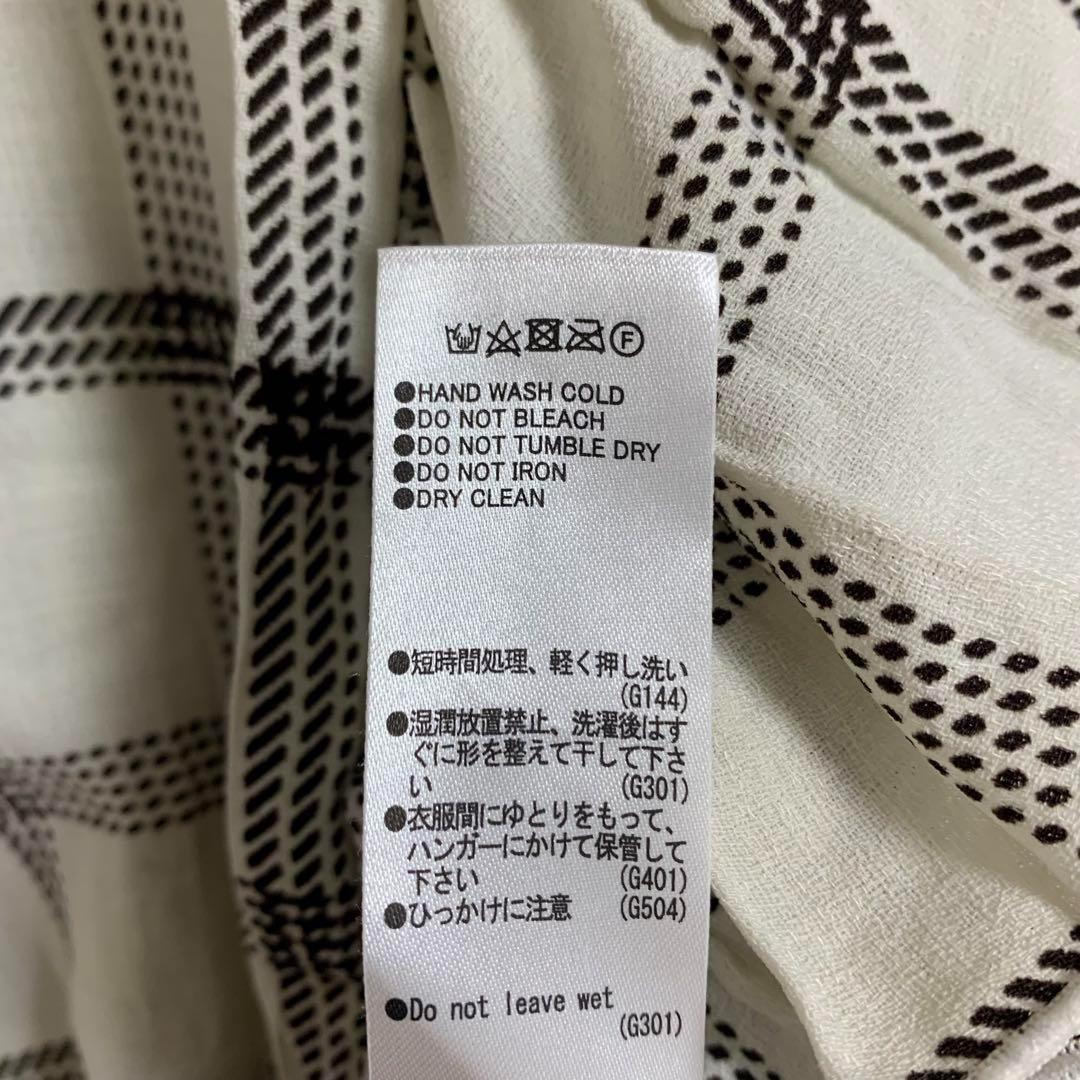 F
●HAND WASH COLD
●DO NOT BLEACH
●DO NOT TUMBLE DRY
●DO NOT IRON
●DRY CLEAN
●短時間処理、軽く押し洗い
(G144)
●湿潤放置禁止、洗濯後はす
ぐに形を整えて干して下さ
い (G301)
●衣服間にゆとりをもって、
ハンガーにかけて保管して
下さい (G401)
●ひっかけに注意 (G504)
●Do not leave wet
(G301)